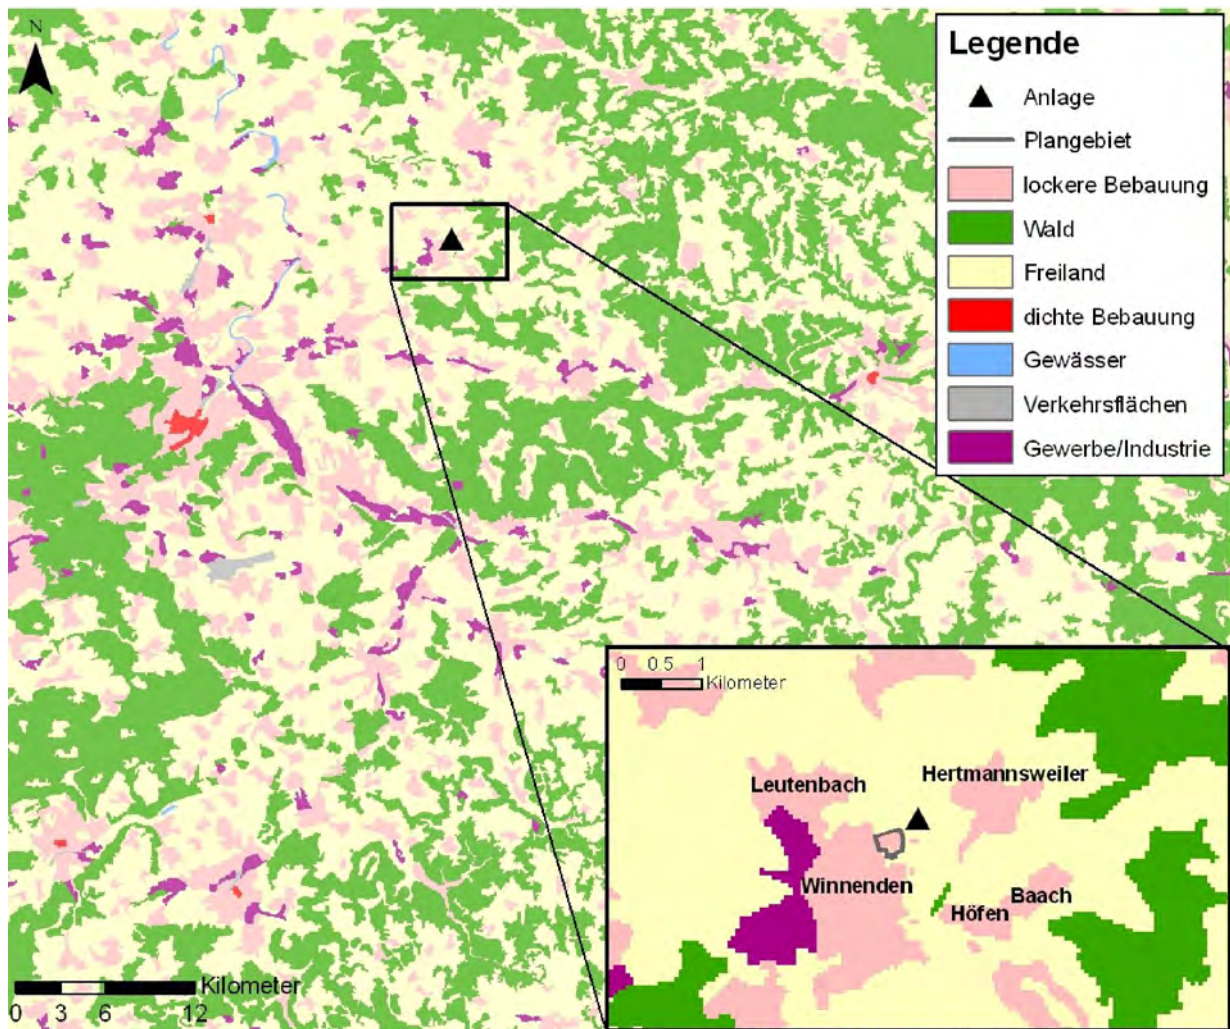 N
Legende
Anlage
Plangebiet
lockere Bebauung
Wald
Freiland
dichte Bebauung
Gewässer
Verkehrsflächen
Gewerbe/Industrie
0 0 5 1
Kilometer
Hertmannsweiler
Leutenbach
Winnenden
Baach
Höfen
Kilometer
0 3 6 12